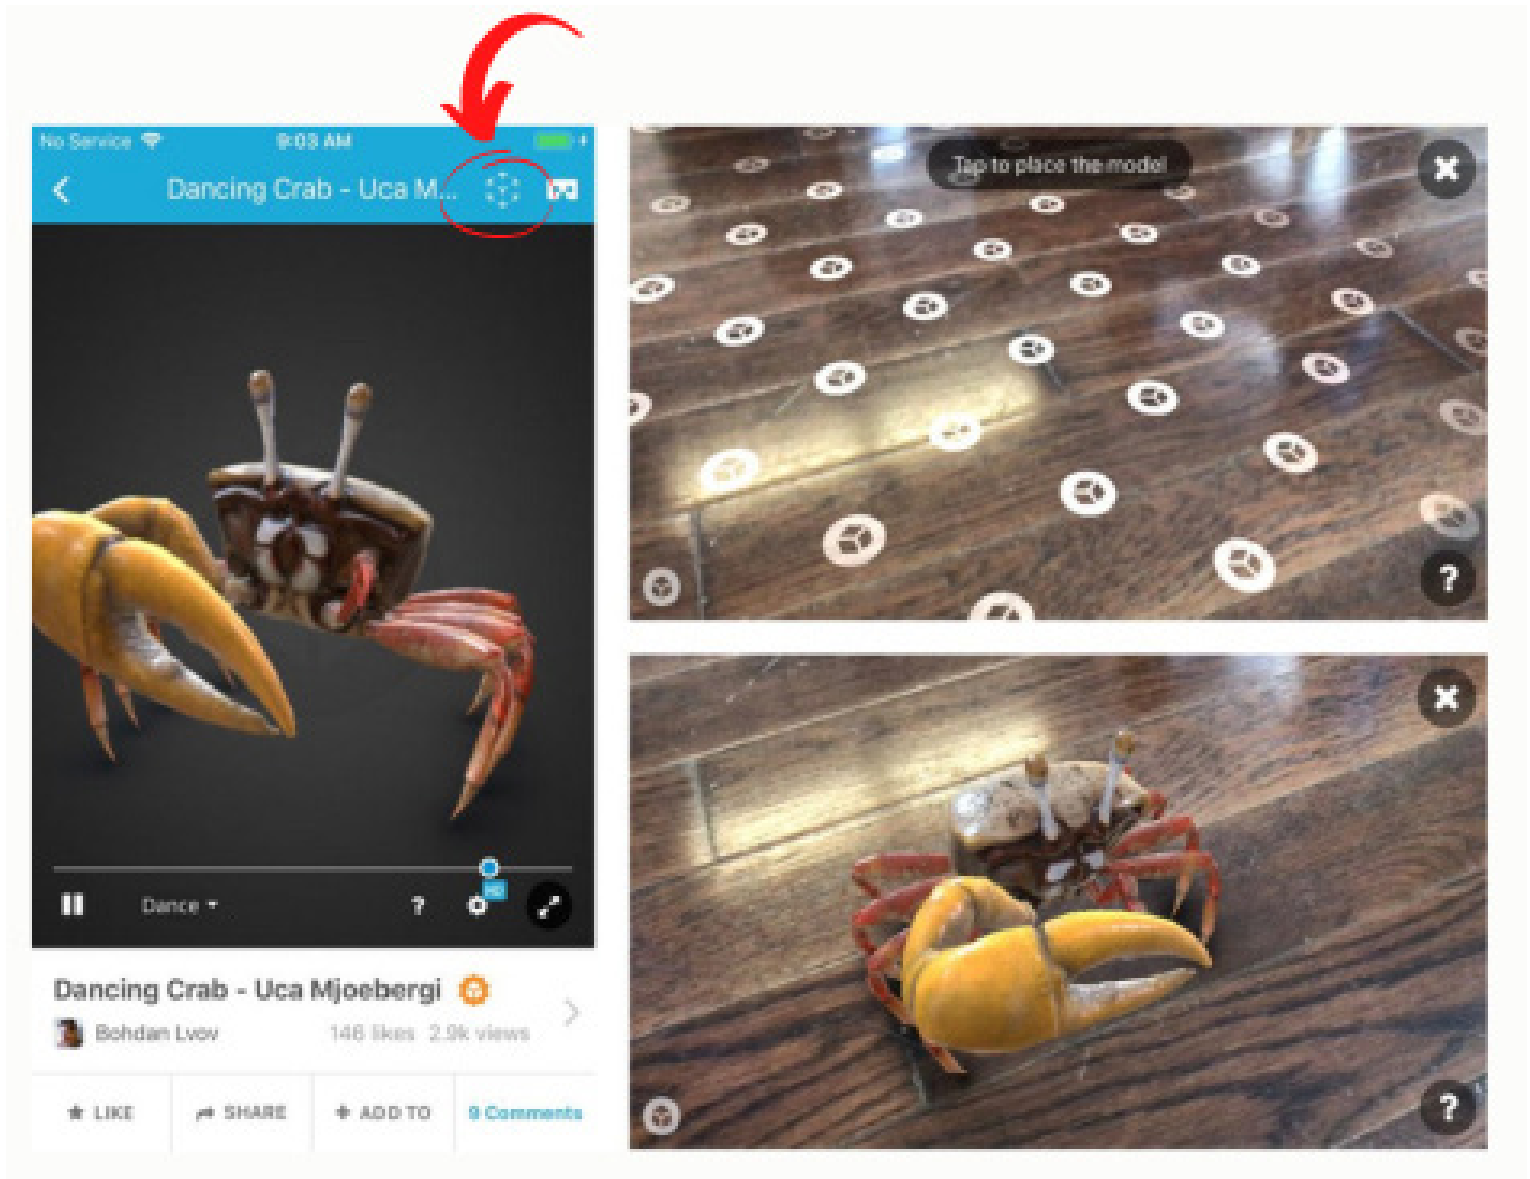 No Service
9:03 AM
Dancing Crab - Uca M...
Dance
?
HD
Dancing Crab - Uca Mjoebergi
Bohdan Lvov
146 likes 2.9k views
LIKE
SHARE
ADD TO
9 Comments
Tap to place the model
?
?